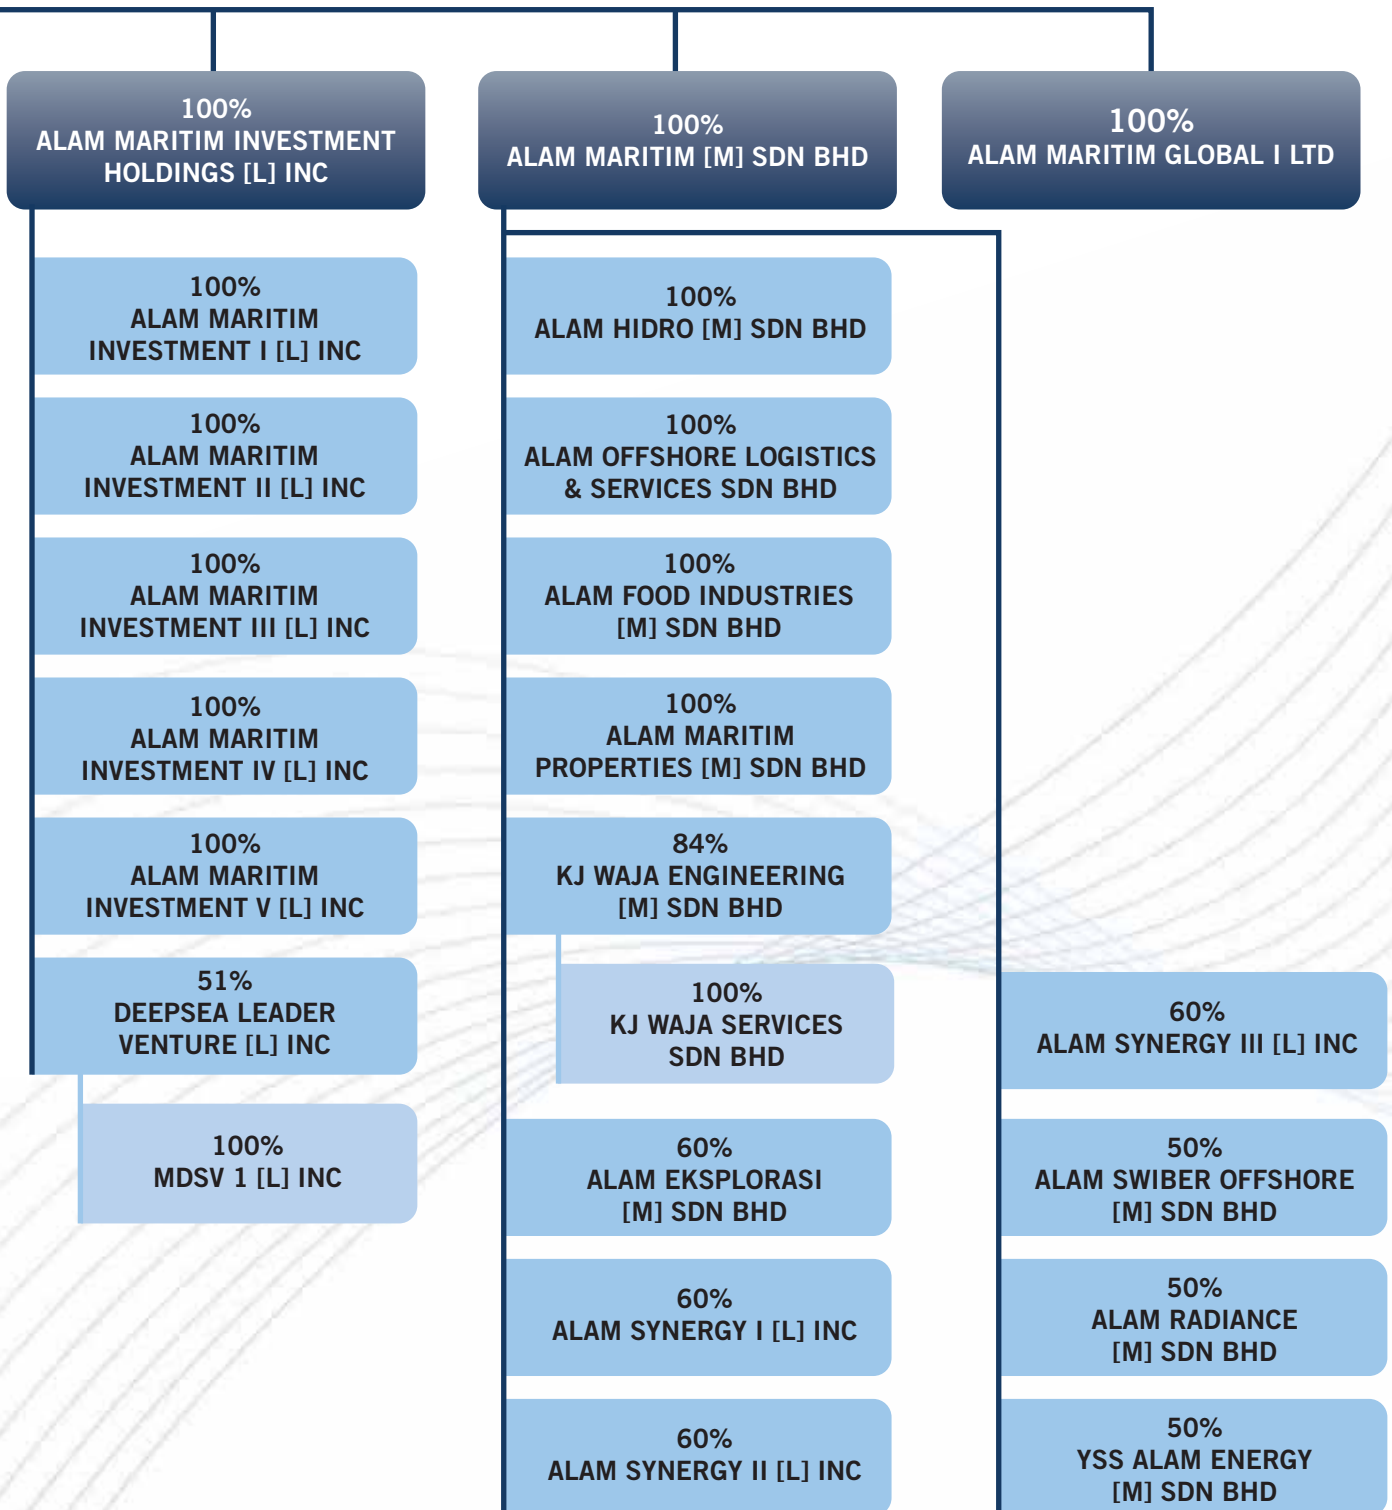 100%
ALAM MARITIM INVESTMENT
HOLDINGS [L] INC
100%
ALAM MARITIM [M] SDN BHD
100%
ALAM MARITIM GLOBAL I LTD
100%
ALAM MARITIM
INVESTMENT I [L] INC
100%
ALAM MARITIM
INVESTMENT II [L] INC
100%
ALAM MARITIM
INVESTMENT III [L] INC
100%
ALAM MARITIM
INVESTMENT IV [L] INC
100%
ALAM MARITIM
INVESTMENT V [L] INC
51%
DEEPSEA LEADER
VENTURE [L] INC
100%
MDSV 1 [L] INC
100%
ALAM HIDRO [M] SDN BHD
100%
ALAM OFFSHORE LOGISTICS
& SERVICES SDN BHD
100%
ALAM FOOD INDUSTRIES
[M] SDN BHD
100%
ALAM MARITIM
PROPERTIES [M] SDN BHD
84%
KJ WAJA ENGINEERING
[M] SDN BHD
100%
KJ WAJA SERVICES
SDN BHD
60%
ALAM EKSPLORASI
[M] SDN BHD
60%
ALAM SYNERGY I [L] INC
60%
ALAM SYNERGY II [L] INC
60%
ALAM SYNERGY III [L] INC
50%
ALAM SWIBER OFFSHORE
[M] SDN BHD
50%
ALAM RADIANCE
[M] SDN BHD
50%
YSS ALAM ENERGY
[M] SDN BHD